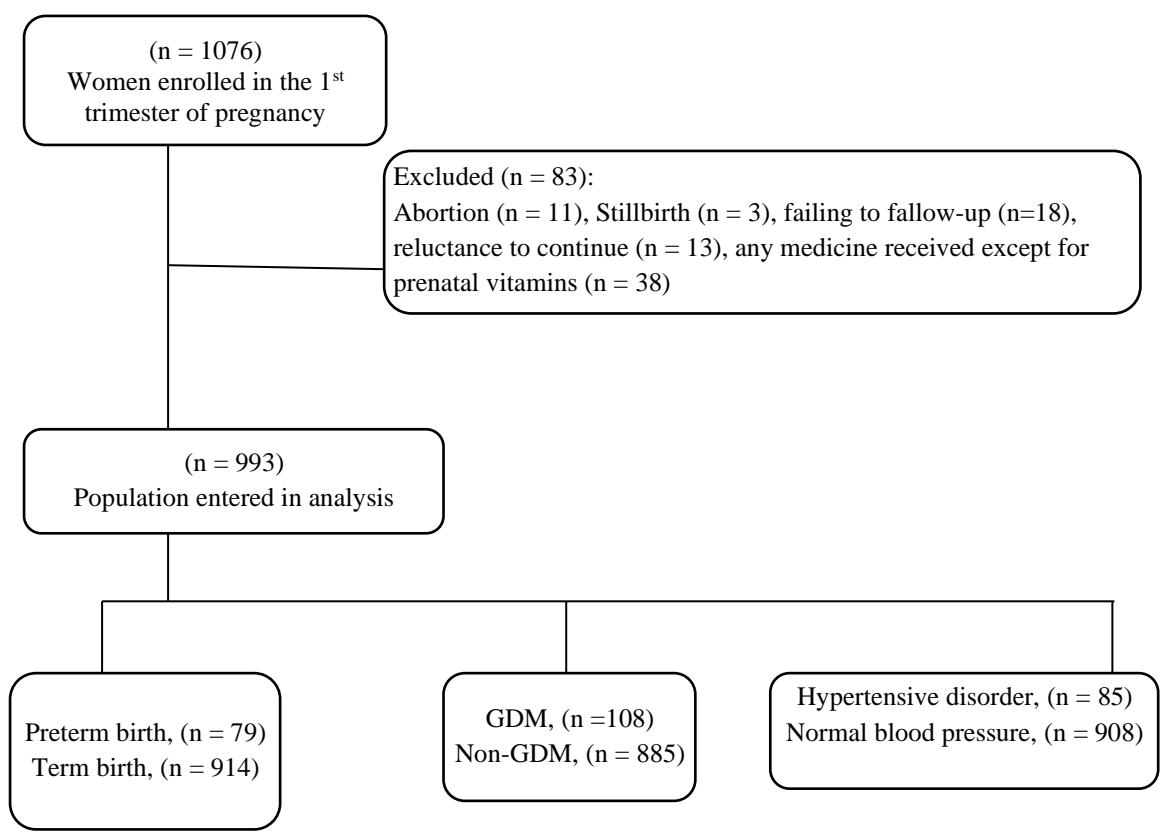 (n = 1076)
Women enrolled in the 1st
trimester of pregnancy
Excluded (n = 83):
Abortion (n = 11), Stillbirth (n = 3), failing to fallow-up (n=18),
reluctance to continue (n = 13), any medicine received except for
prenatal vitamins (n = 38)
(n = 993)
Population entered in analysis
Preterm birth, (n = 79)
Term birth, (n = 914)
GDM, (n =108)
Non-GDM, (n = 885)
Hypertensive disorder, (n = 85)
Normal blood pressure, (n = 908)